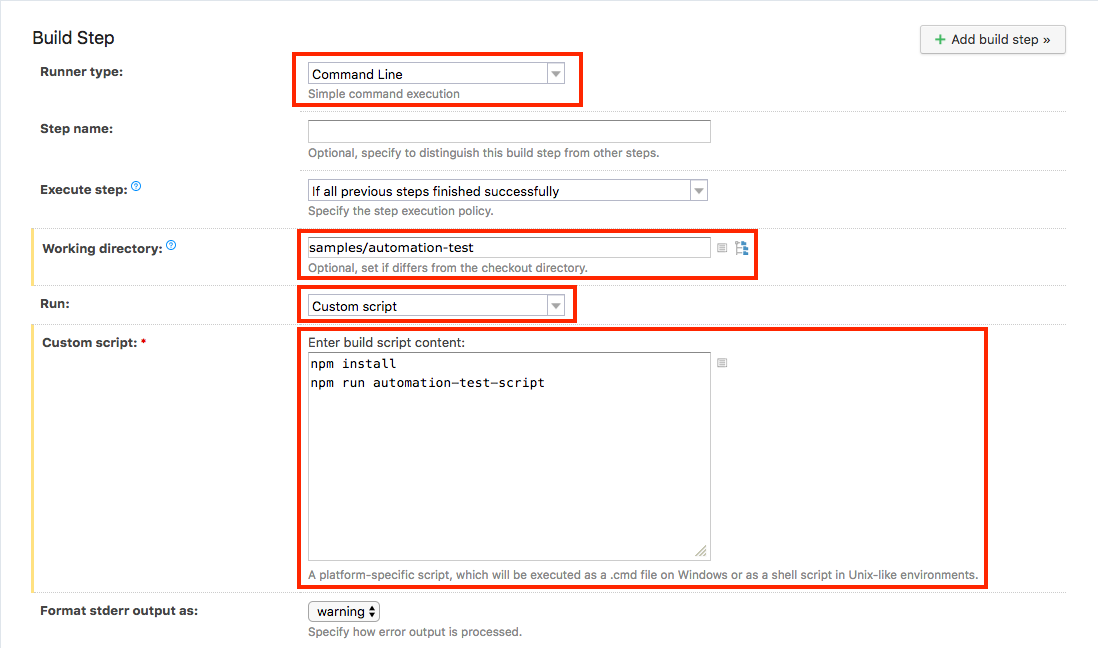 Build Step
+ Add build step »
Runner type:
Command Line
Simple command execution
Step name:
Optional, specify to distinguish this build step from other steps.
Execute step: ?
If all previous steps finished successfully
Specify the step execution policy.
Working directory: ?
samples/automation-test
Optional, set if differs from the checkout directory.
Run:
Custom script
Custom script: *
Enter build script content:
npm install
npm run automation-test-script
A platform-specific script, which will be executed as a .cmd file on Windows or as a shell script in Unix-like environments.
Format stderr output as:
warning
Specify how error output is processed.